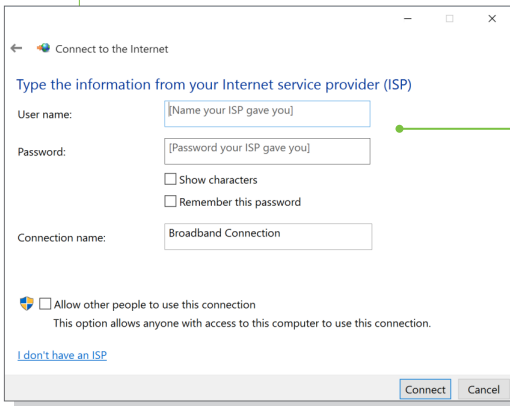 Connect to the Internet
Type the information from your Internet service provider (ISP)
User name:
[Name your ISP gave you]
Password:
[Password your ISP gave you]
Show characters
Remember this password
Connection name:
Broadband Connection
Allow other people to use this connection
This option allows anyone with access to this computer to use this connection.
I don't have an ISP
Connect Cancel